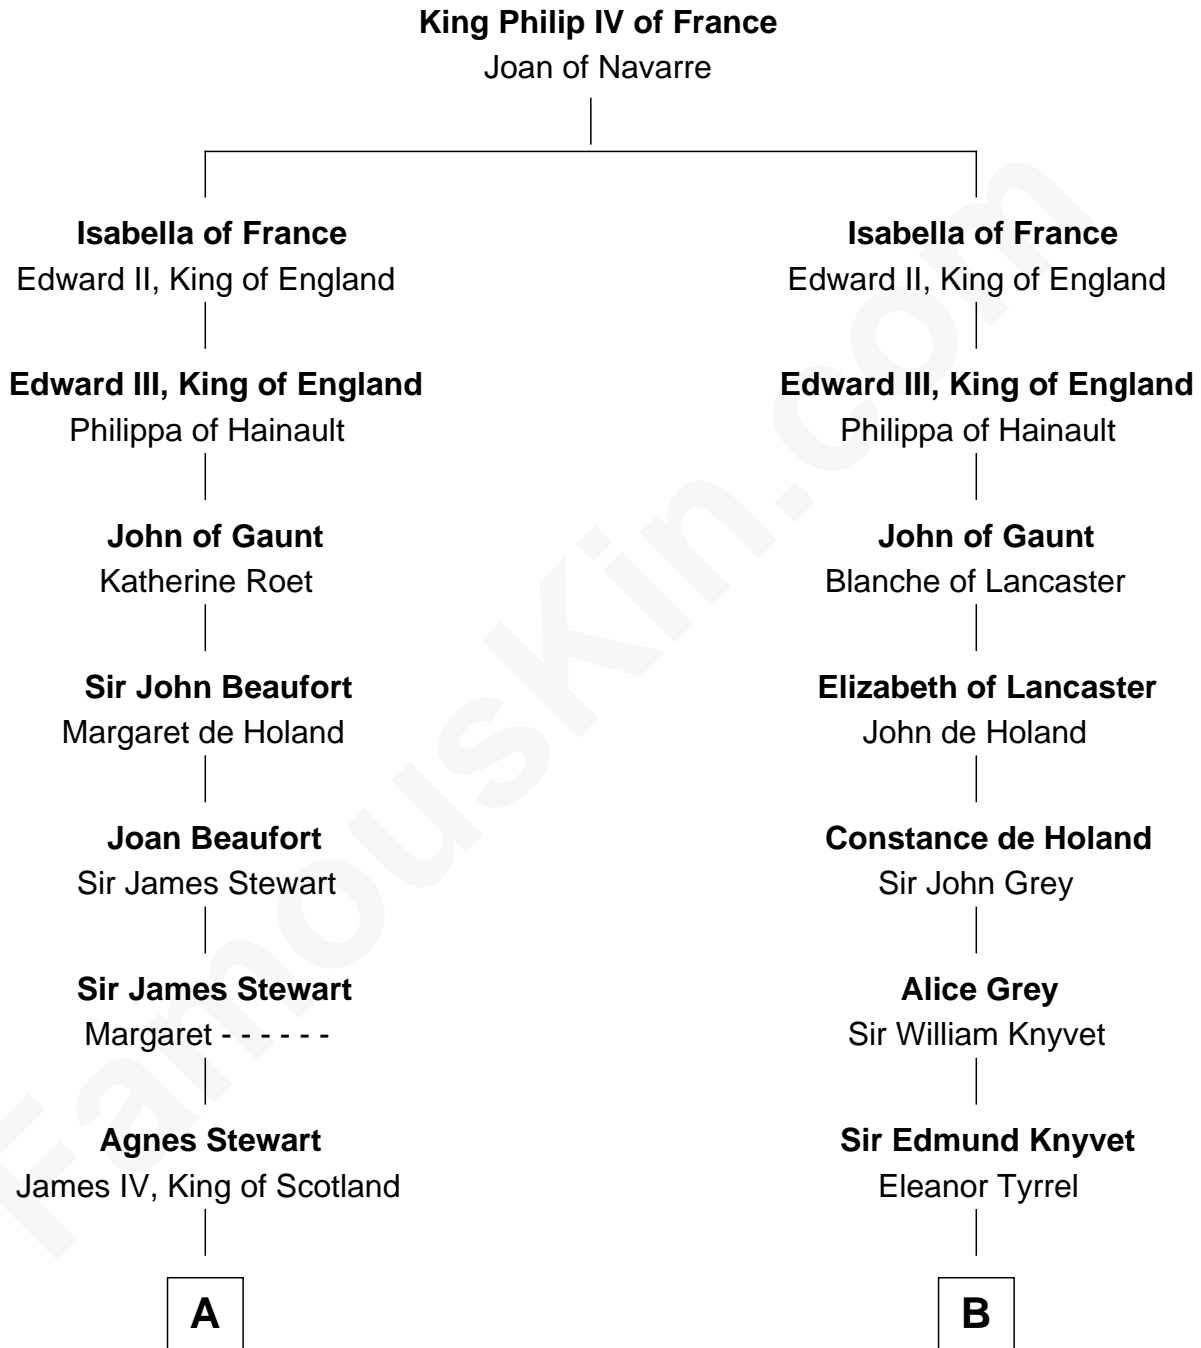 King Philip IV of France
Joan of Navarre
Isabella of France
Edward II, King of England
Edward III, King of England
Philippa of Hainault
John of Gaunt
Katherine Roet
Sir John Beaufort
Margaret de Holand
Joan Beaufort
Sir James Stewart
Sir James Stewart
Margaret - - - - - -
Agnes Stewart
James IV, King of Scotland
A
Isabella of France
Edward II, King of England
Edward III, King of England
Philippa of Hainault
John of Gaunt
Blanche of Lancaster
Elizabeth of Lancaster
John de Holand
Constance de Holand
Sir John Grey
Alice Grey
Sir William Knyvet
Sir Edmund Knyvet
Eleanor Tyrrel
B
FamousKin.com